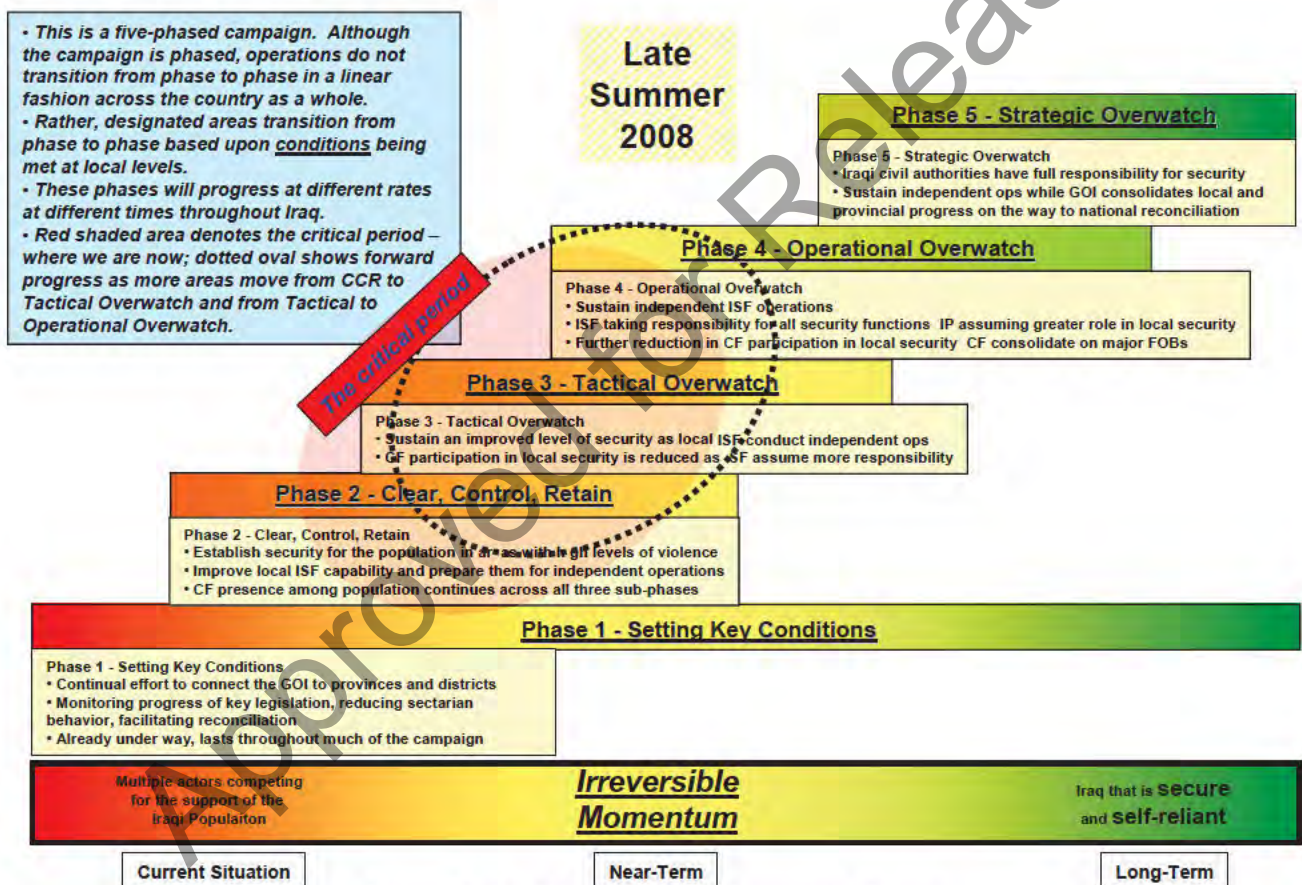 • This is a five-phased campaign. Although
the campaign is phased, operations do not
transition from phase to phase in a linear
fashion across the country as a whole.
• Rather, designated areas transition from
phase to phase based upon conditions being
met at local levels.
• These phases will progress at different rates
at different times throughout Iraq.
• Red shaded area denotes the critical period –
where we are now; dotted oval shows forward
progress as more areas move from CCR to
Tactical Overwatch and from Tactical to
Operational Overwatch.
Late
Summer
2008
Phase 5 - Strategic Overwatch
Phase 5 - Strategic Overwatch
• Iraqi civil authorities have full responsibility for security
• Sustain independent ops while GOI consolidates local and
provincial progress on the way to national reconciliation
Phase 4 - Operational Overwatch
Phase 4 - Operational Overwatch
• Sustain independent ISF operations
• ISF taking responsibility for all security functions IP assuming greater role in local security
• Further reduction in CF participation in local security CF consolidate on major FOBs
The critical period
Phase 3 - Tactical Overwatch
Phase 3 - Tactical Overwatch
• Sustain an improved level of security as local ISF conduct independent ops
• CF participation in local security is reduced as ISF assume more responsibility
Phase 2 - Clear, Control, Retain
Phase 2 - Clear, Control, Retain
• Establish security for the population in areas with high levels of violence
• Improve local ISF capability and prepare them for independent operations
• CF presence among population continues across all three sub-phases
Phase 1 - Setting Key Conditions
Phase 1 - Setting Key Conditions
• Continual effort to connect the GOI to provinces and districts
• Monitoring progress of key legislation, reducing sectarian
behavior, facilitating reconciliation
• Already under way, lasts throughout much of the campaign
Multiple actors competing
for the support of the
Iraqi Populaiton
Irreversible
Momentum
Iraq that is secure
and self-reliant
Current Situation
Near-Term
Long-Term
Approved for Releas